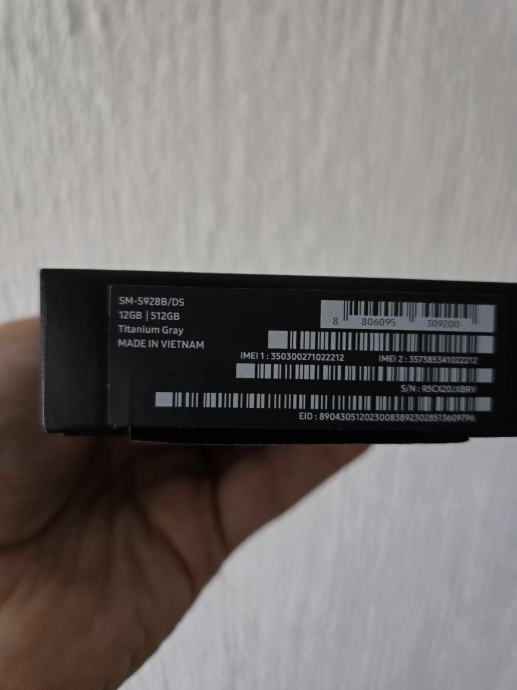 SM-S928B/DS
12GB | 512GB
Titanium Gray
MADE IN VIETNAM
8 806095 309200
IMEI 1 : 350300271022212 IMEI 2 : 357385341022212
S/N : R5CX20JXBRV
EID : 89043051202300838923028513609796